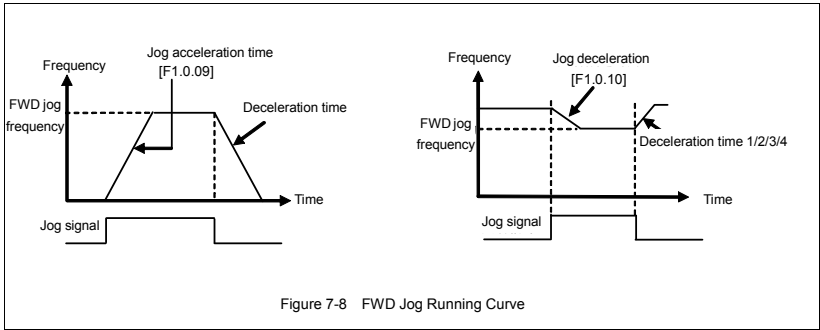 Jog acceleration time
[F1.0.09]
Frequency
FWD jog
frequency
Deceleration time
Time
Jog signal
Frequency
Jog deceleration
[F1.0.10]
FWD jog
frequency
Deceleration time 1/2/3/4
Time
Jog signal
Figure 7-8 FWD Jog Running Curve